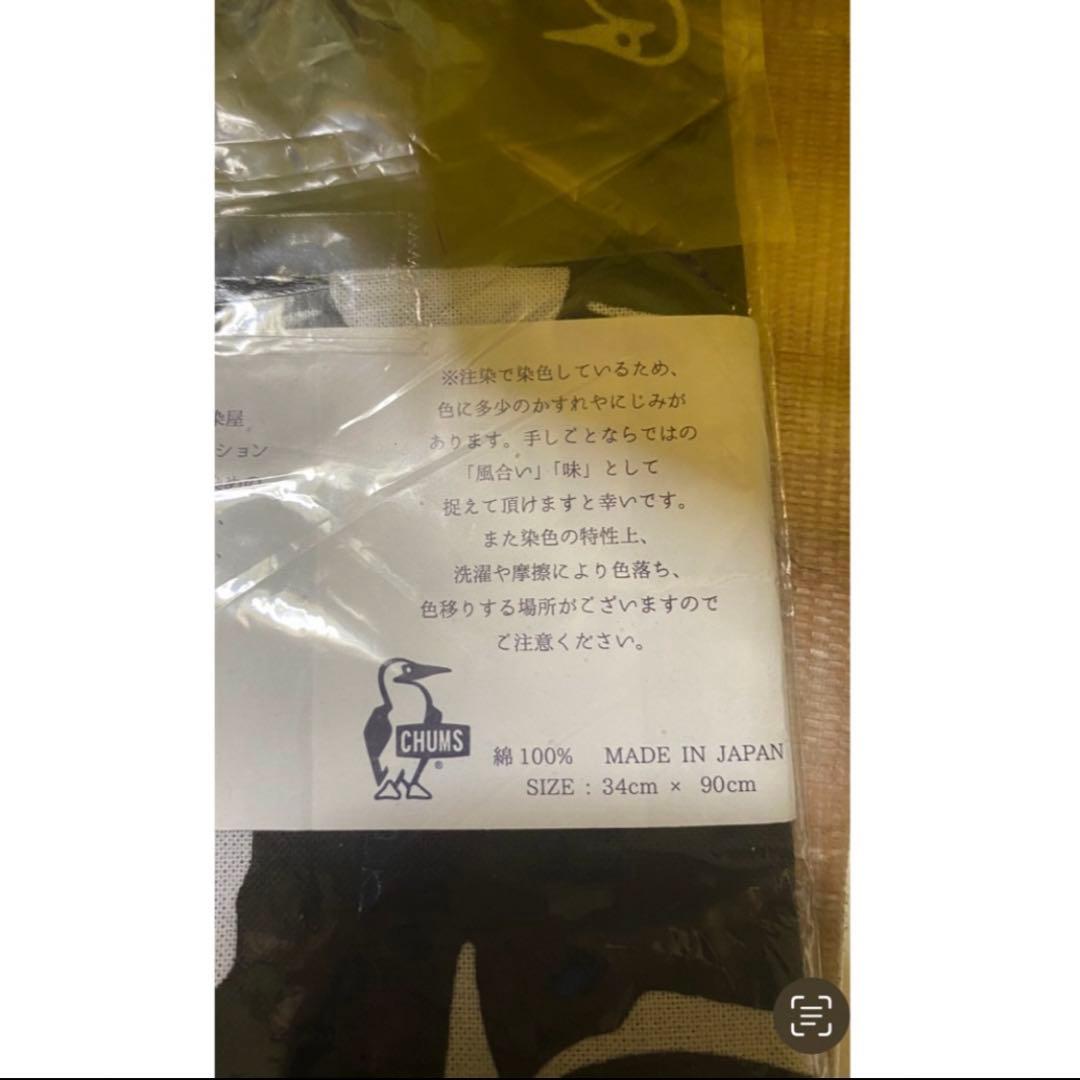 染屋
ション
※注染で染色しているため、
色に多少のかすれやにじみが
あります。手しごとならではの
「風合い」「味」として
捉えて頂けますと幸いです。
また染色の特性上、
洗濯や摩擦により色落ち、
色移りする場所がございますので
ご注意ください。
CHUMS
®
綿100% MADE IN JAPAN
SIZE : 34cm × 90cm